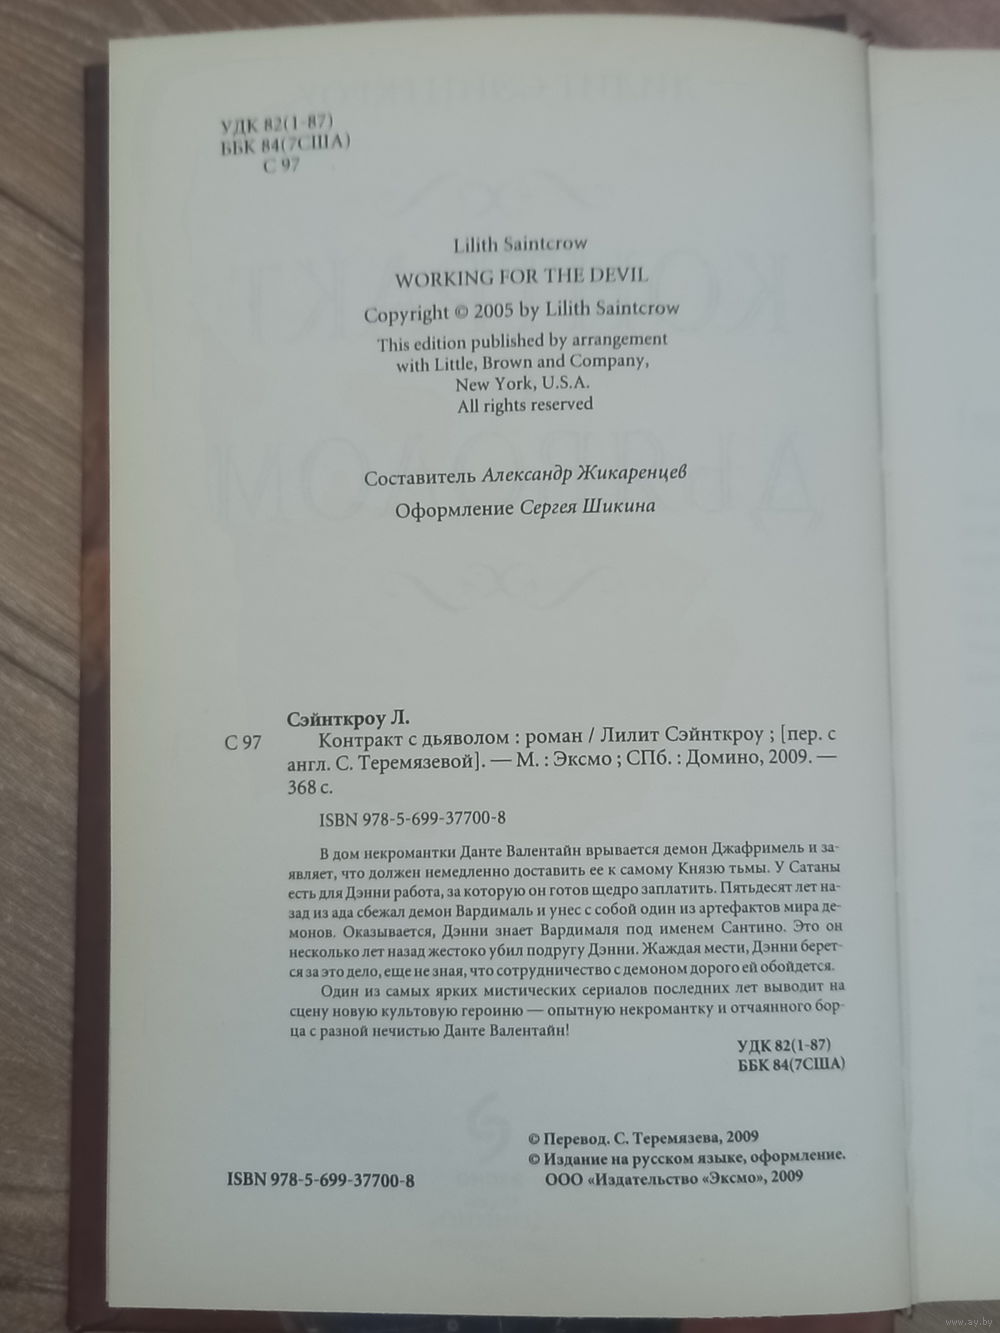 УДК 82(1-87)
ББК 84(7США)
С 97
Lilith Saintcrow
WORKING FOR THE DEVIL
Copyright © 2005 by Lilith Saintcrow
This edition published by arrangement
with Little, Brown and Company,
New York, U.S.A.
All rights reserved
Составитель Александр Жикаренцев
Оформление Сергея Шикина
Сэйнткроу Л.
С 97 Контракт с дьяволом : роман / Лилит Сэйнткроу ; [пер. с
англ. С. Теремязевой]. — М. : Эксмо ; СПб. : Домино, 2009. —
368 с.
ISBN 978-5-699-37700-8
В дом некромантки Данте Валентайн врывается демон Джафримель и за-
являет, что должен немедленно доставить ее к самому Князю тьмы. У Сатаны
есть для Дэнни работа, за которую он готов щедро заплатить. Пятьдесят лет на-
зад из ада сбежал демон Вардималь и унес с собой один из артефактов мира де-
монов. Оказывается, Дэнни знает Вардималя под именем Сантино. Это он
несколько лет назад жестоко убил подругу Дэнни. Жаждая мести, Дэнни берет-
ся за это дело, еще не зная, что сотрудничество с демоном дорого ей обойдется.
Один из самых ярких мистических сериалов последних лет выводит на
сцену новую культовую героиню — опытную некромантку и отчаянного бор-
ца с разной нечистью Данте Валентайн!
УДК 82(1-87)
ББК 84(7США)
© Перевод. С. Теремязева, 2009
© Издание на русском языке, оформление.
ISBN 978-5-699-37700-8 ООО «Издательство «Эксмо», 2009
www.ay.by